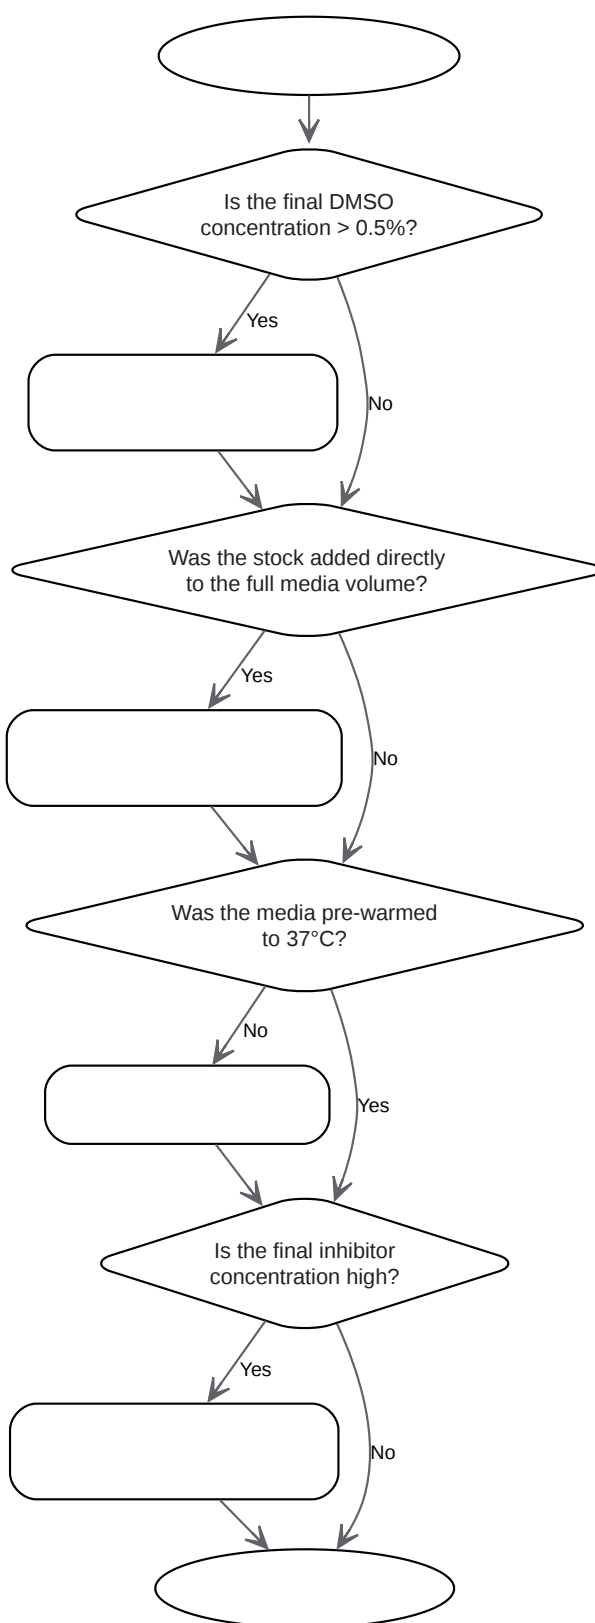 Is the final DMSO
concentration > 0.5%?
Yes
No
Was the stock added directly
to the full media volume?
Yes
No
Was the media pre-warmed
to 37°C?
No
Yes
Is the final inhibitor
concentration high?
Yes
No